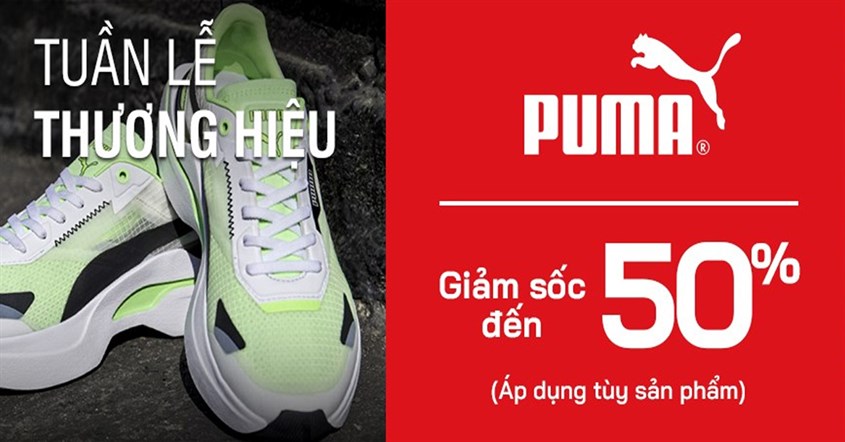 TUẦN LỄ
THƯƠNG HIỆU
PUMA®
Giảm sốc
đến
50%
(Áp dụng tùy sản phẩm)